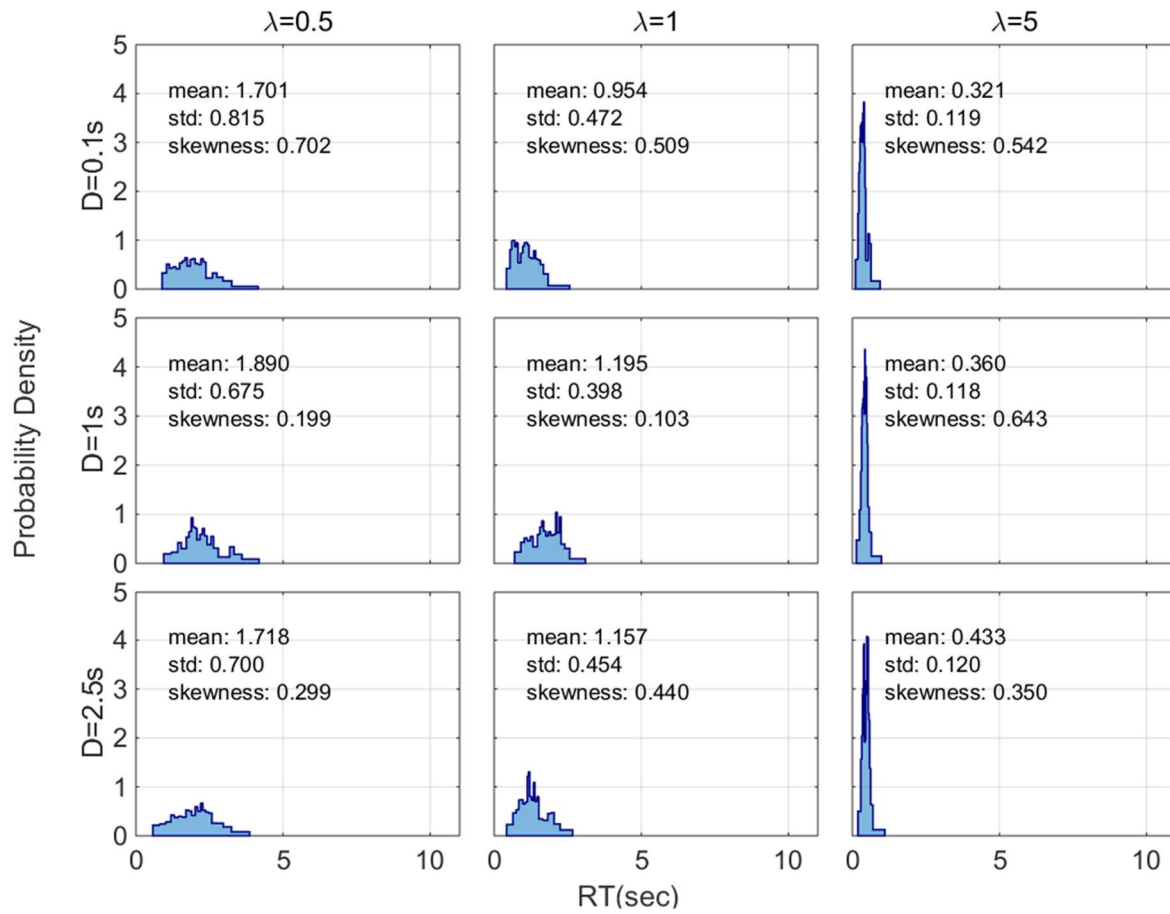 λ=0.5 λ=1 λ=5
5
4
3
2
1
0
D=0.1s
mean: 1.701
std: 0.815
skewness: 0.702
mean: 0.954
std: 0.472
skewness: 0.509
mean: 0.321
std: 0.119
skewness: 0.542
Probability Density
5
4
3
2
1
0
D=1s
mean: 1.890
std: 0.675
skewness: 0.199
mean: 1.195
std: 0.398
skewness: 0.103
mean: 0.360
std: 0.118
skewness: 0.643
5
4
3
2
1
0
D=2.5s
mean: 1.718
std: 0.700
skewness: 0.299
mean: 1.157
std: 0.454
skewness: 0.440
mean: 0.433
std: 0.120
skewness: 0.350
0 5 10 0 5 10 0 5 10
RT(sec)